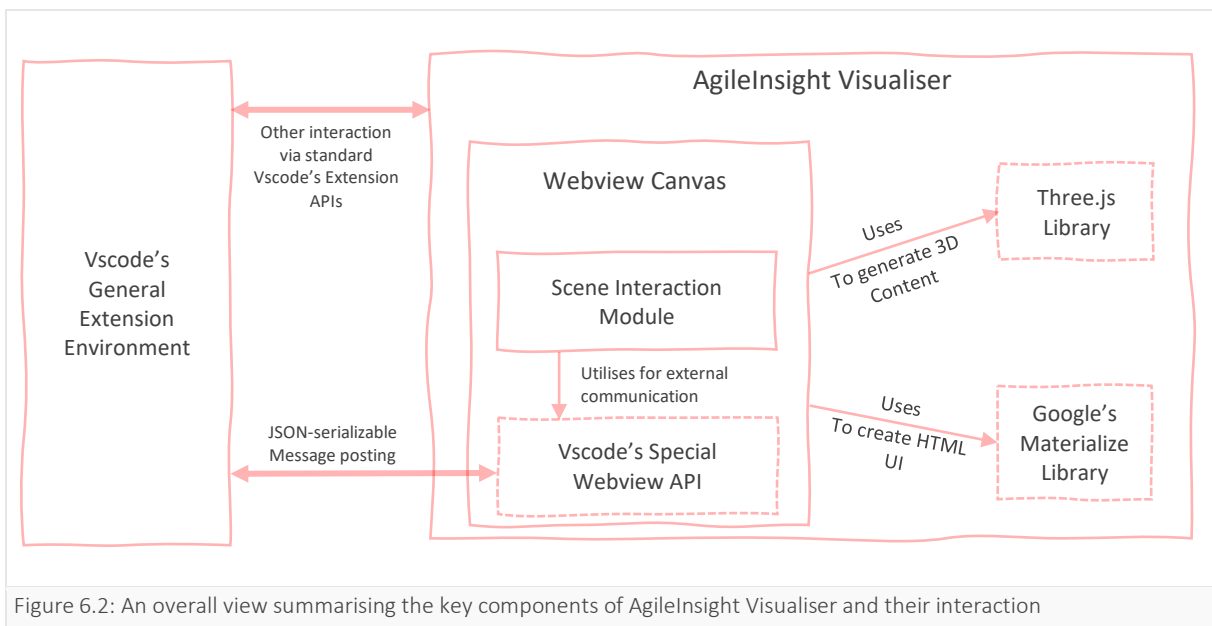 AgileInsight Visualiser
Other interaction
via standard
Vscode's Extension
APIs
Webview Canvas
Three.js
Library
Uses
To generate 3D
Content
Vscode's
General
Extension
Environment
Scene Interaction
Module
Utilises for external
communication
Uses
To create HTML
UI
Google's
Materialize
Library
JSON-serializable
Message posting
Vscode's Special
Webview API
Figure 6.2: An overall view summarising the key components of AgileInsight Visualiser and their interaction